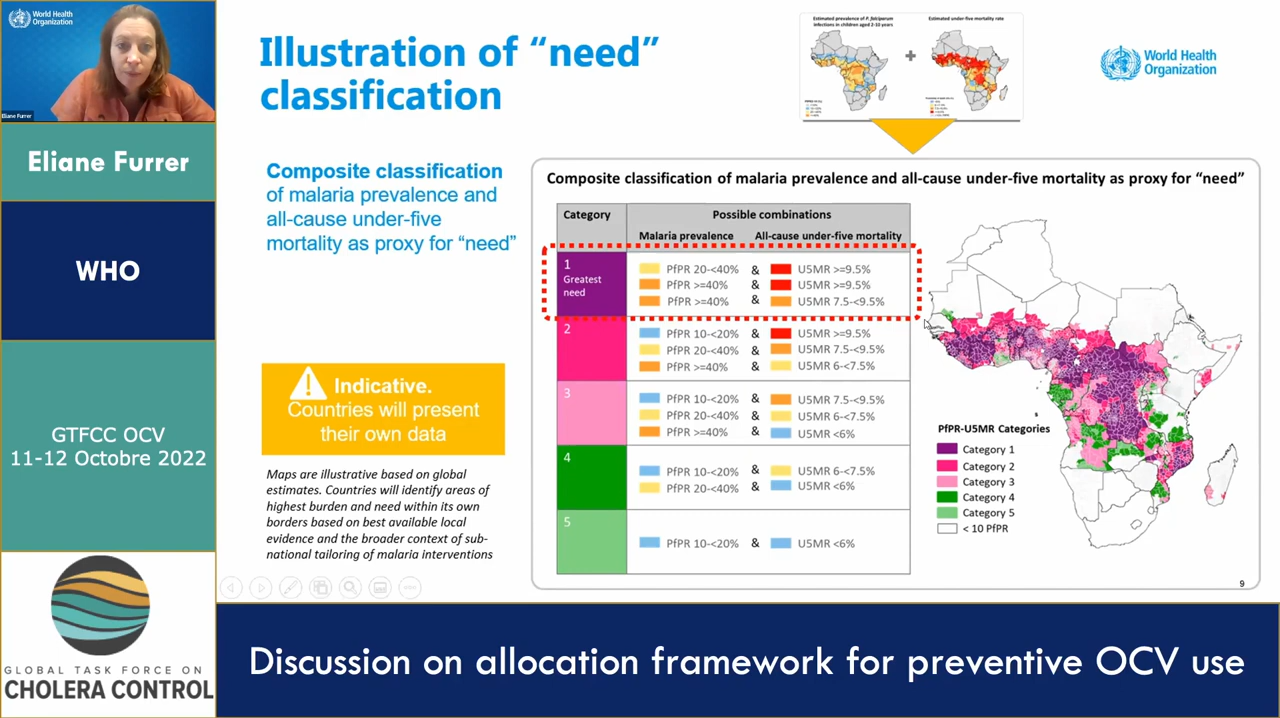 World Health
Organization
Eliane Furrer
Eliane Furrer
WHO
GTFCC OCV
11-12 Octobre 2022
GLOBAL TASK FORCE ON
CHOLERA CONTROL
Illustration of “need”
classification
Estimated prevalence of P. falciparum
infections in children aged 2-10 years
Estimated under-five mortality rate
+
World Health
Organization
Composite classification
of malaria prevalence and
all-cause under-five
mortality as proxy for “need”
Indicative.
Countries will present
their own data
Maps are illustrative based on global
estimates. Countries will identify areas of
highest burden and need within its own
borders based on best available local
evidence and the broader context of sub-
national tailoring of malaria interventions
Composite classification of malaria prevalence and all-cause under-five mortality as proxy for “need”
Category Possible combinations
Malaria prevalence All-cause under-five mortality
1 Greatest need
PfPR 20-<40% & U5MR >=9.5%
PfPR >=40% & U5MR >=9.5%
PfPR >=40% & U5MR 7.5-<9.5%
2
PfPR 10-<20% & U5MR >=9.5%
PfPR 20-<40% & U5MR 7.5-<9.5%
PfPR >=40% & U5MR 6-<7.5%
3
PfPR 10-<20% & U5MR 7.5-<9.5%
PfPR 20-<40% & U5MR 6-<7.5%
PfPR >=40% & U5MR <6%
4
PfPR 10-<20% & U5MR 6-<7.5%
PfPR 20-<40% & U5MR <6%
5
PfPR 10-<20% & U5MR <6%
PfPR-U5MR Categories
Category 1
Category 2
Category 3
Category 4
Category 5
< 10 PfPR
9
Discussion on allocation framework for preventive OCV use